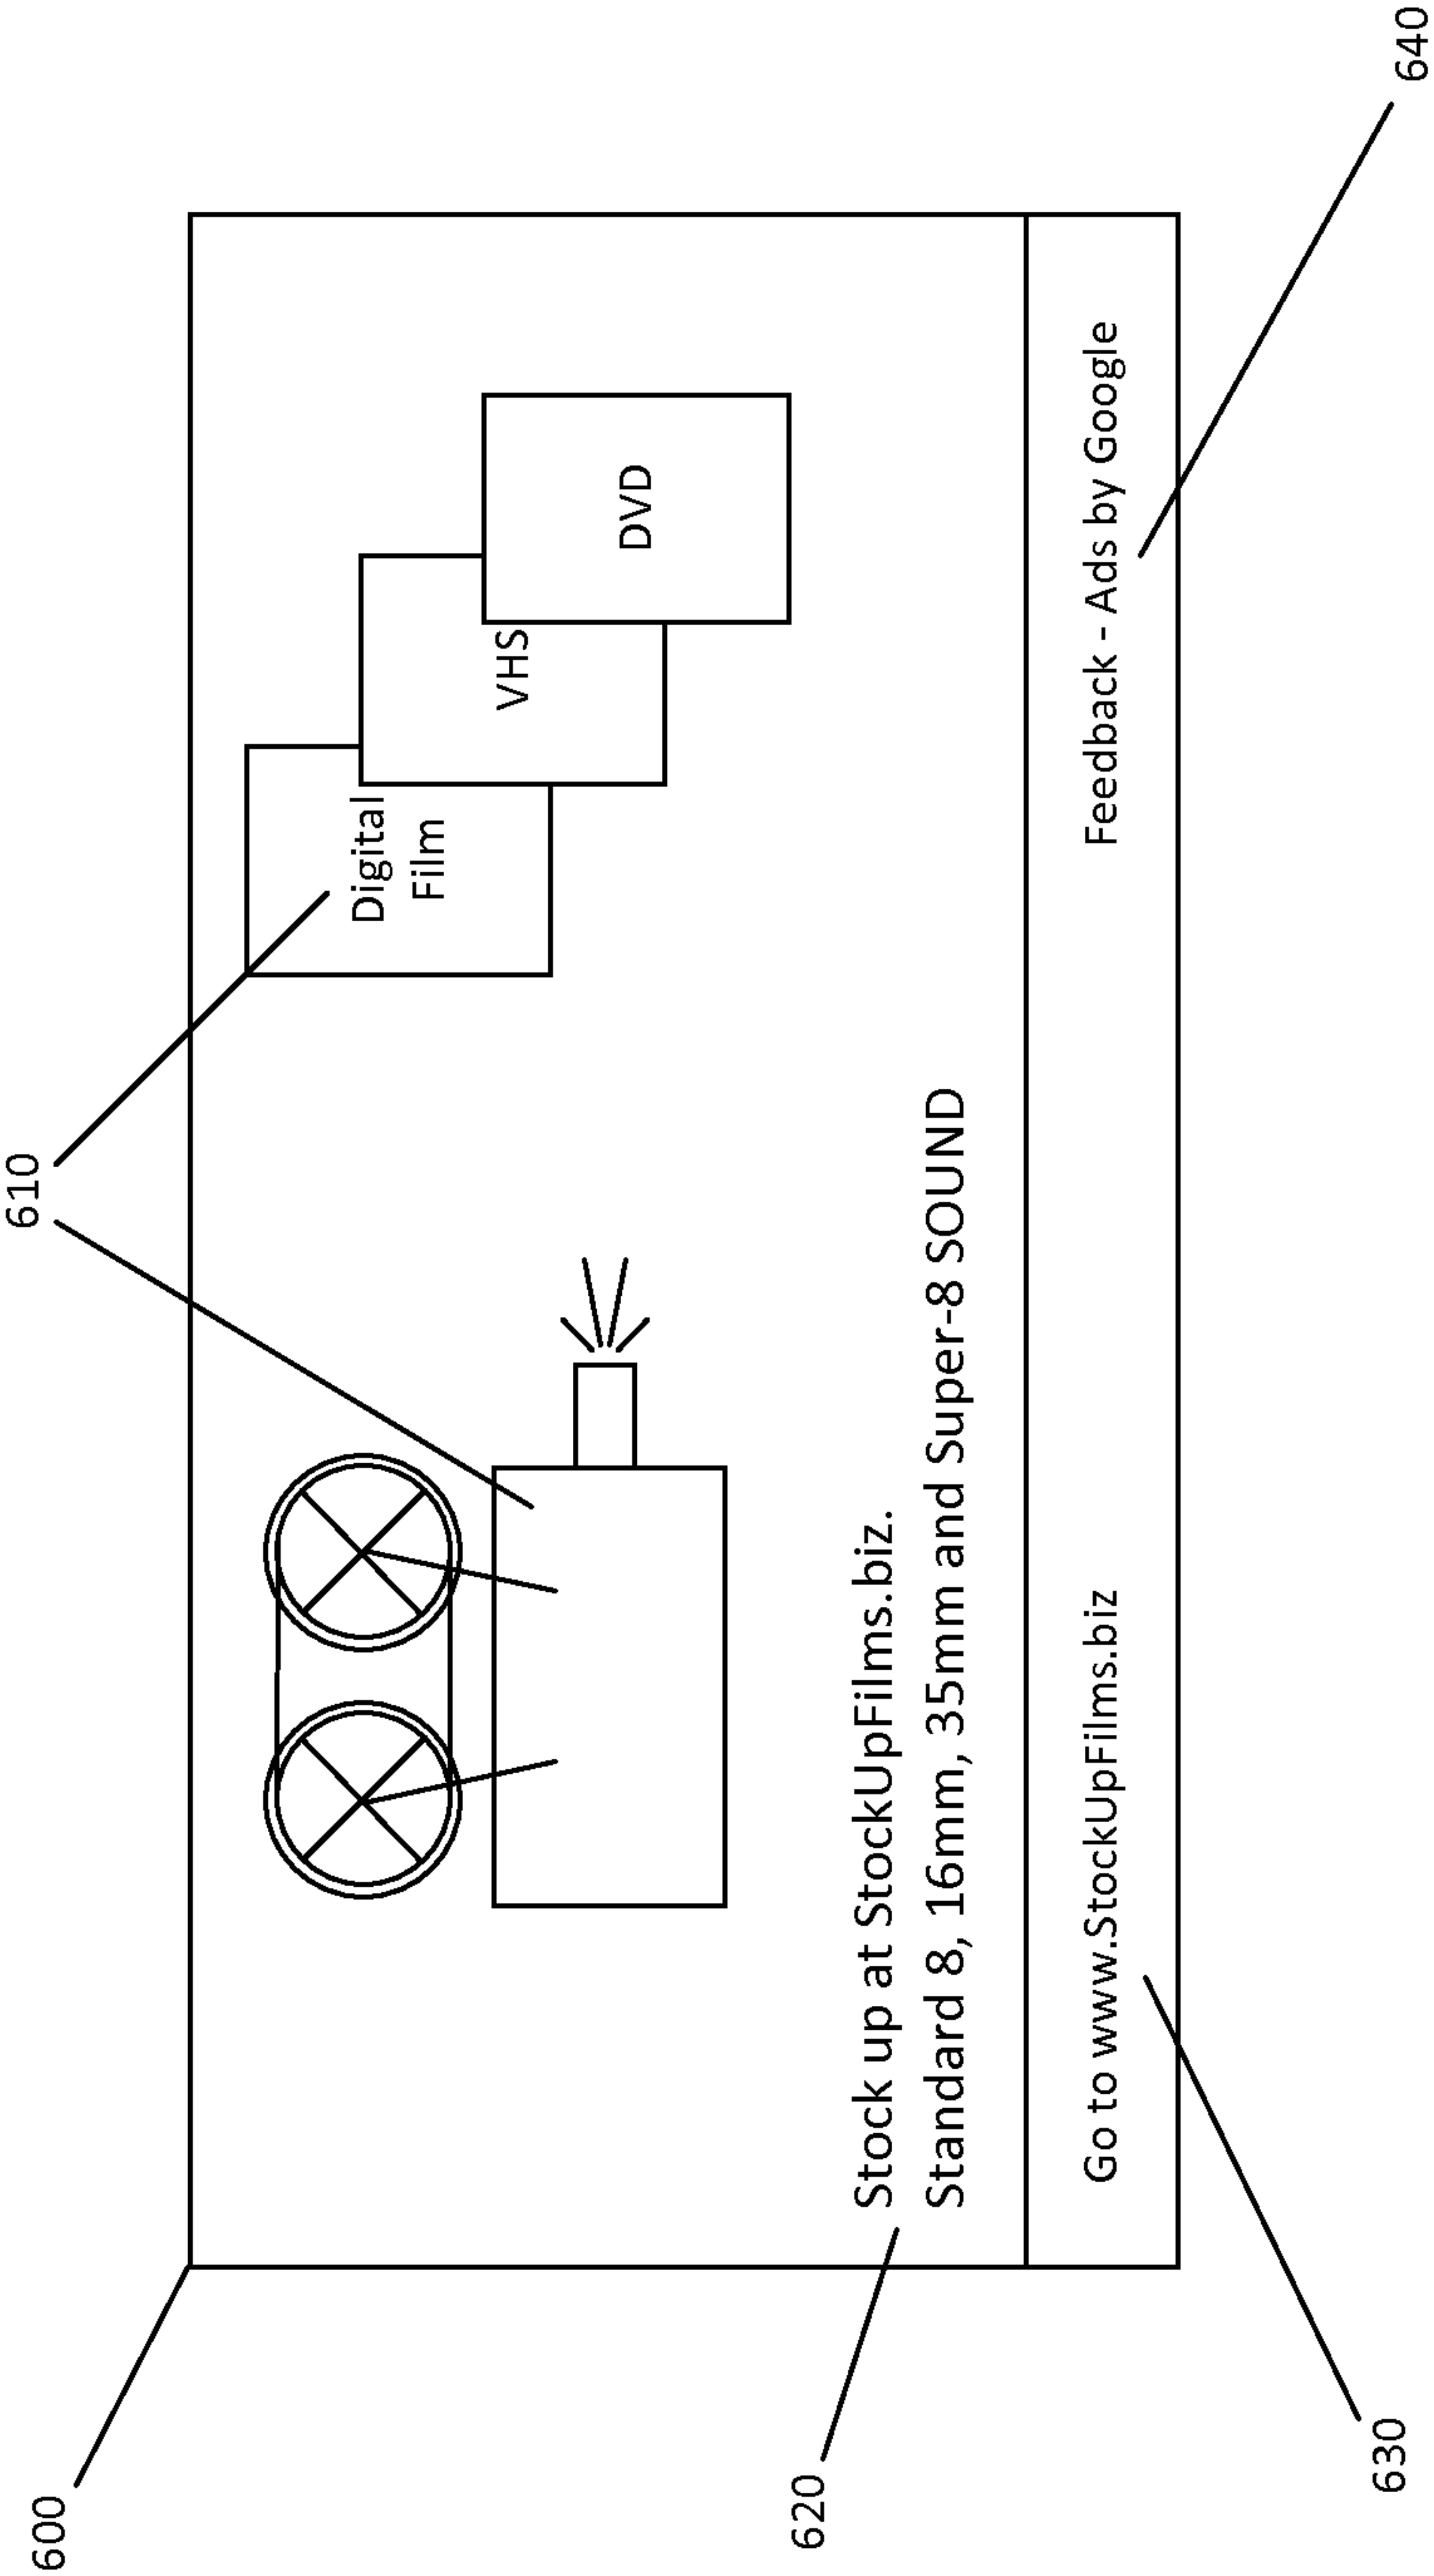 600
610
Digital
Film
VHS
DVD
620
Stock up at StockUpFilms.biz.
Standard 8, 16mm, 35mm and Super-8 SOUND
Go to www.StockUpFilms.biz
Feedback - Ads by Google
630
640